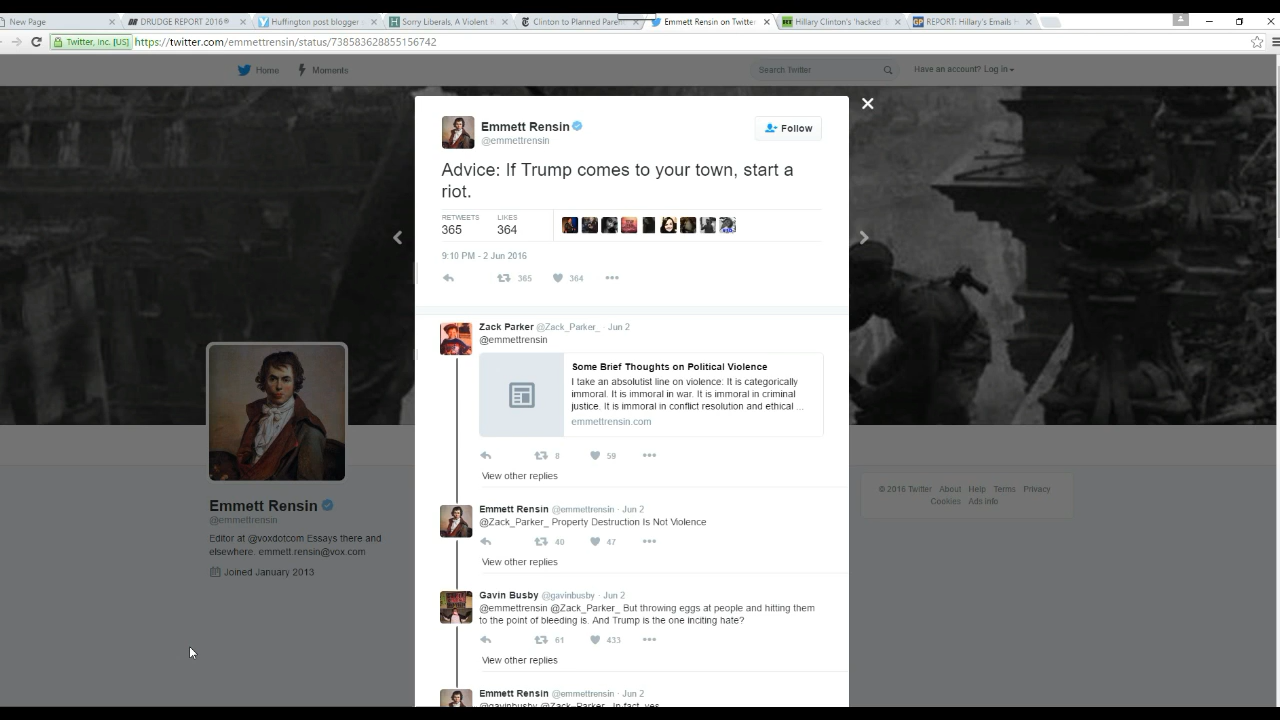 New Page
DRUDGE REPORT 2016®
Huffington post blogger
Sorry Liberals, A Violent R
Clinton to Planned Paren
Emmett Rensin on Twitter
Hillary Clinton's 'hacked' B
REPORT: Hillary's Emails H
Twitter, Inc. [US]
https://twitter.com/emmettrensin/status/738583628855156742
Home
Moments
Search Twitter
Have an account? Log in
Emmett Rensin
@emmettrensin
Follow
Advice: If Trump comes to your town, start a
riot.
RETWEETS
365
LIKES
364
9:10 PM - 2 Jun 2016
365
364
Zack Parker @Zack_Parker_ · Jun 2
@emmettrensin
Some Brief Thoughts on Political Violence
I take an absolutist line on violence: It is categorically
immoral. It is immoral in war. It is immoral in criminal
justice. It is immoral in conflict resolution and ethical ...
emmettrensin.com
8
59
View other replies
Emmett Rensin @emmettrensin · Jun 2
@Zack_Parker_ Property Destruction Is Not Violence
40
47
View other replies
Gavin Busby @gavinbusby · Jun 2
@emmettrensin @Zack_Parker_ But throwing eggs at people and hitting them
to the point of bleeding is. And Trump is the one inciting hate?
61
433
View other replies
Emmett Rensin @emmettrensin · Jun 2
@gavinbusby @Zack_Parker_ In fact, yes
Emmett Rensin
@emmettrensin
Editor at @voxdotcom Essays there and
elsewhere. emmett.rensin@vox.com
Joined January 2013
© 2016 Twitter About Help Terms Privacy
Cookies Ads info